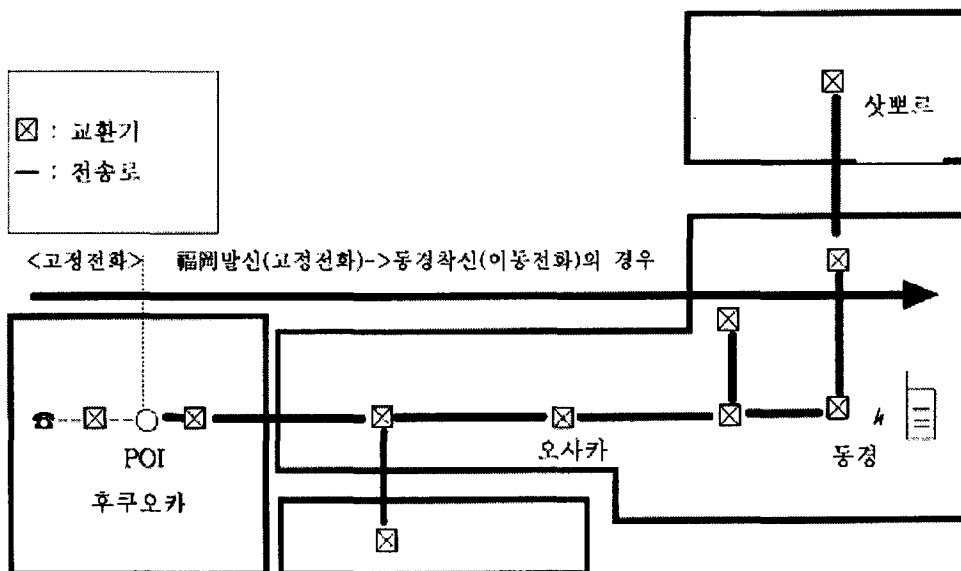 삿뽀르
⊠ : 교환기
― : 전송로
<고정전화> 福岡발신(고정전화)->동경착신(이동전화)의 경우
오사카
동경
POI
후쿠오카